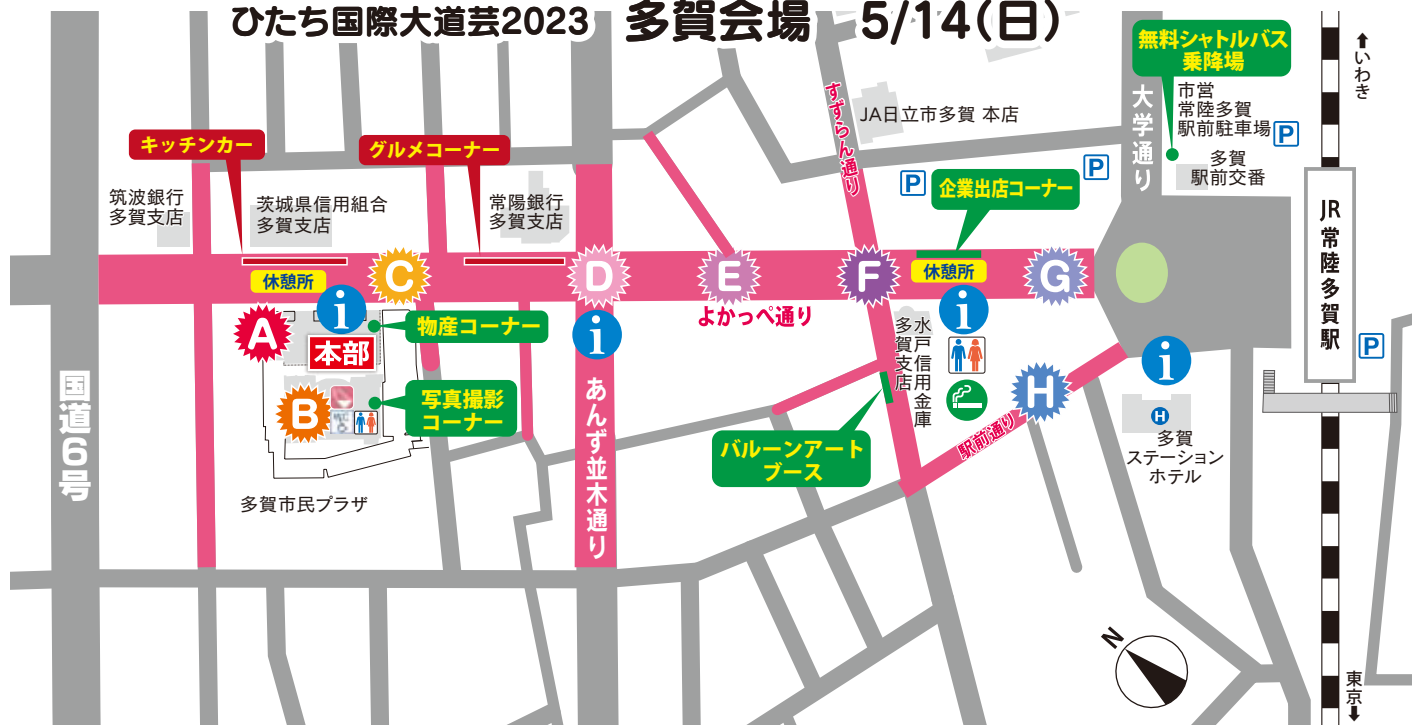 ひたち国際大道芸2023 多賀会場 5/14(日)
無料シャトルバス
乗降場
いわき
市営
常陸多賀
駅前駐車場
P
多賀
駅前交番
大学通り
すずらん通り
JA日立市多賀 本店
キッチンカー
グルメコーナー
筑波銀行
多賀支店
茨城県信用組合
多賀支店
常陽銀行
多賀支店
P
企業出店コーナー
P
JR常陸多賀駅
休憩所
C
D
E
F
休憩所
G
よかっぺ通り
A
i
本部
物産コーナー
i
i
水戸信用金庫
多賀支店
i
P
B
写真撮影
コーナー
H
駅前通り
H
多賀
ステーション
ホテル
バルーンアート
ブース
国道6号
あんず並木通り
多賀市民プラザ
N
東京